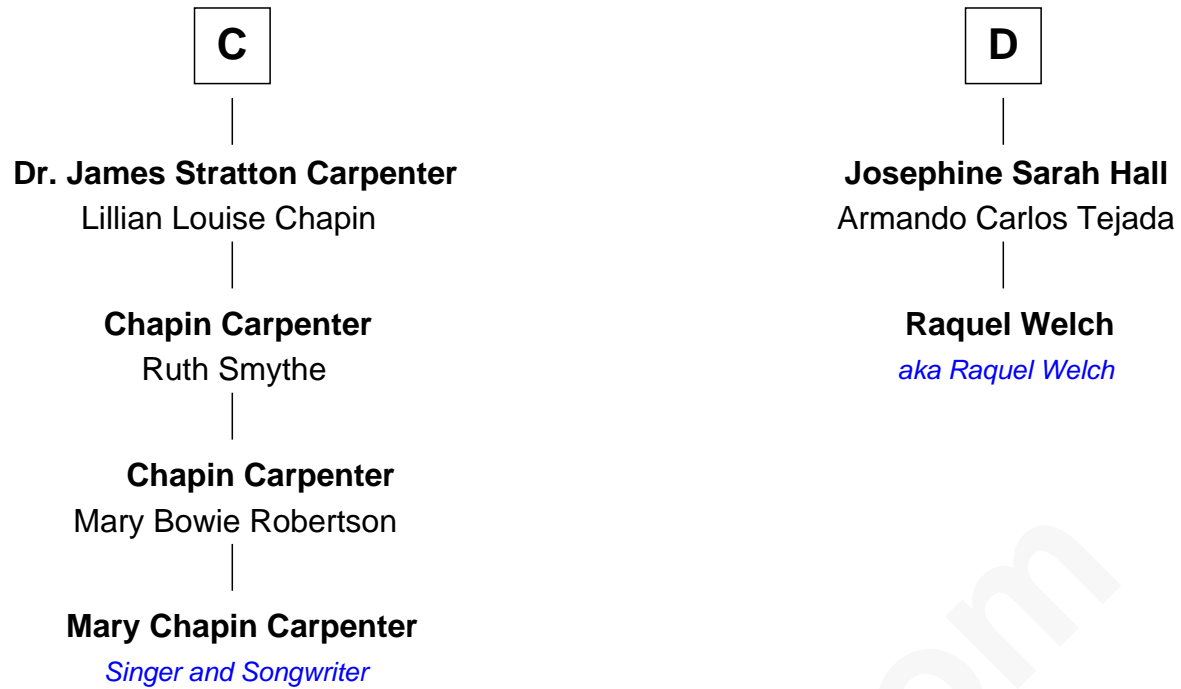 C
Dr. James Stratton Carpenter
Lillian Louise Chapin
Chapin Carpenter
Ruth Smythe
Chapin Carpenter
Mary Bowie Robertson
Mary Chapin Carpenter
Singer and Songwriter
D
Josephine Sarah Hall
Armando Carlos Tejada
Raquel Welch
aka Raquel Welch
om